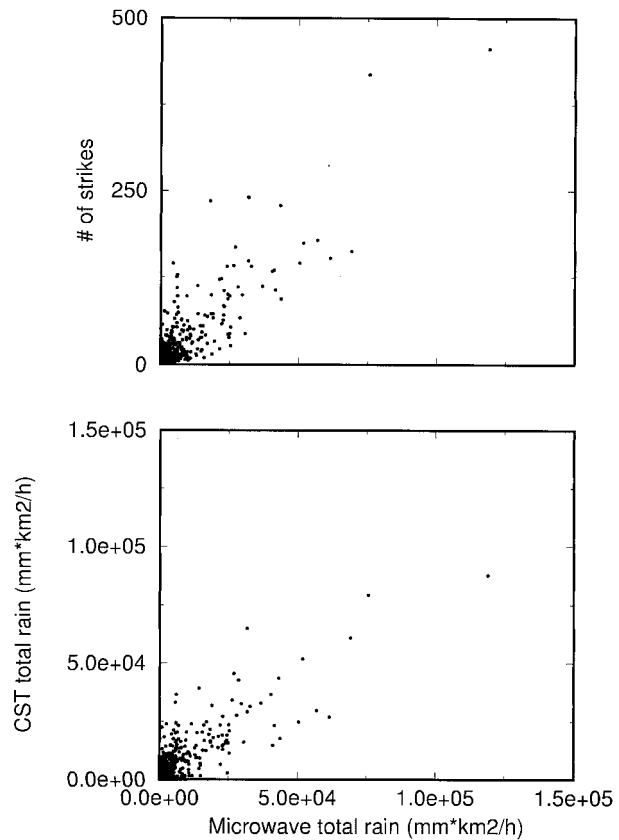 500
250
0
# of strikes
1.5e+05
1.0e+05
5.0e+04
0.0e+00
CST total rain (mm*km2/h)
0.0e+00 5.0e+04 1.0e+05 1.5e+05
Microwave total rain (mm*km2/h)